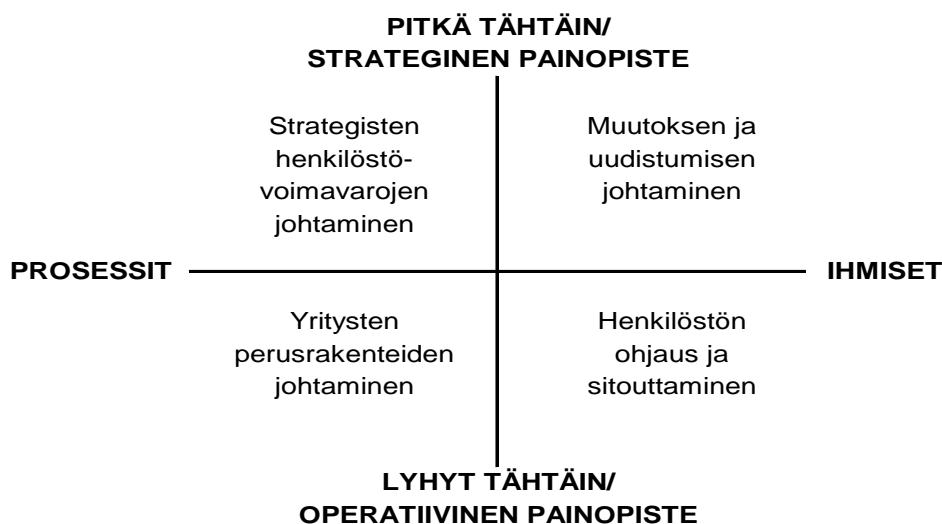 PITKÄ TÄHTÄIN/
STRATEGINEN PAINOPISTE
Strategisten
henkilöstö-
voimavarojen
johtaminen
Muutoksen ja
uudistumisen
johtaminen
PROSESSIT
IHMISET
Yritysten
perusrakenteiden
johtaminen
Henkilöstön
ohjaus ja
sitouttaminen
LYHYT TÄHTÄIN/
OPERATIIVINEN PAINOPISTE